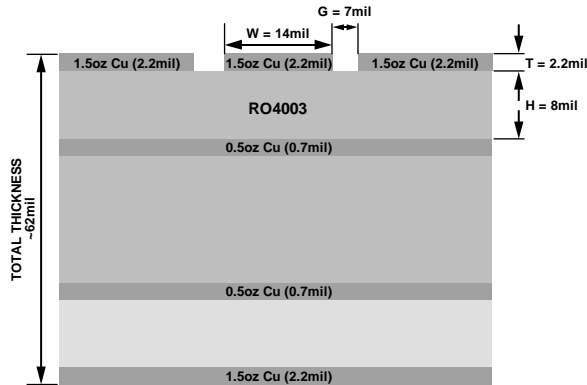 G = 7mil
W = 14mil
1.5oz Cu (2.2mil) 1.5oz Cu (2.2mil) 1.5oz Cu (2.2mil)
T = 2.2mil
RO4003
H = 8mil
0.5oz Cu (0.7mil)
TOTAL THICKNESS
~62mil
0.5oz Cu (0.7mil)
1.5oz Cu (2.2mil)